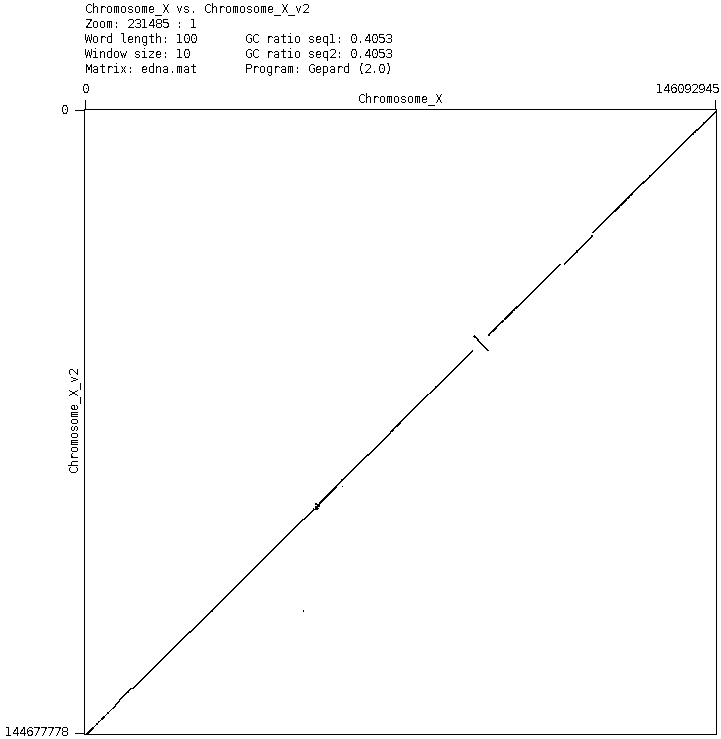 Chromosome_X vs. Chromosome_X_v2
Zoom: 231485 : 1
Word length: 100 GC ratio seq1: 0.4053
Window size: 10 GC ratio seq2: 0.4053
Matrix: edna.mat Program: Gepard (2.0)
0 146092945
Chromosome_X
0
Chromosome_X_v2
144677778